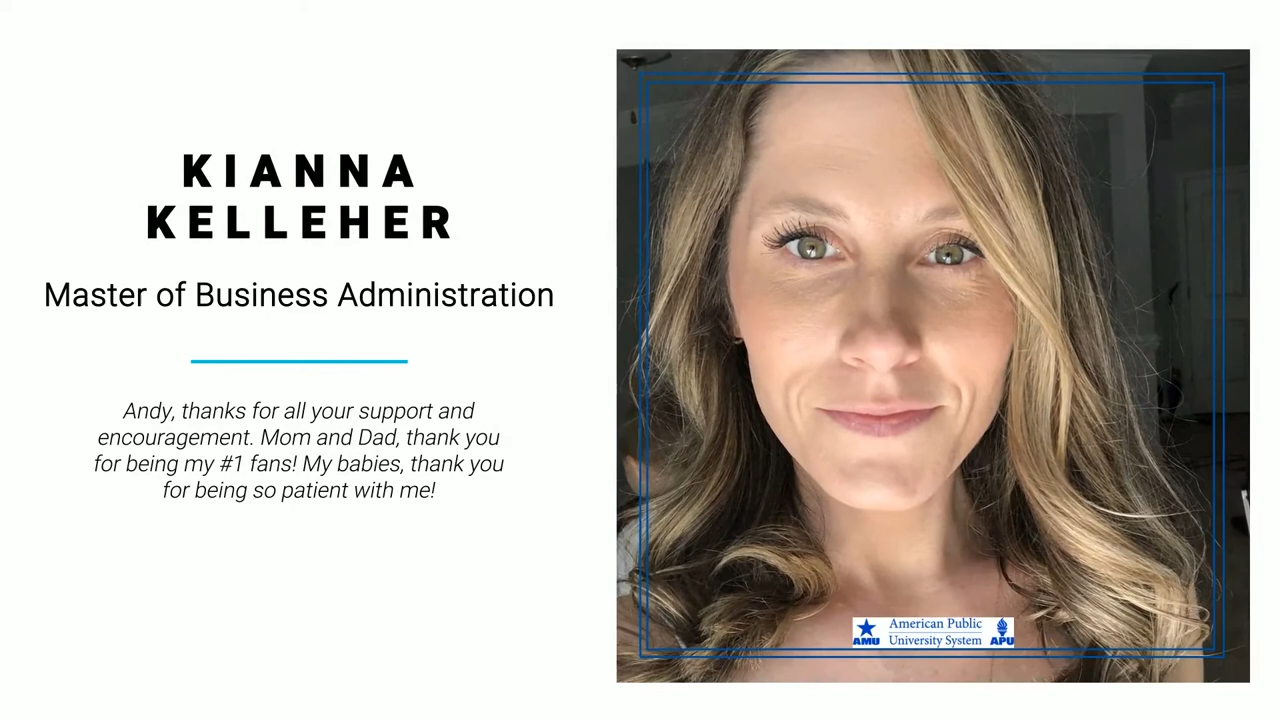 KIANNA
KELLEHER
Master of Business Administration
Andy, thanks for all your support and
encouragement. Mom and Dad, thank you
for being my #1 fans! My babies, thank you
for being so patient with me!
American Public
University System
AMU
APU